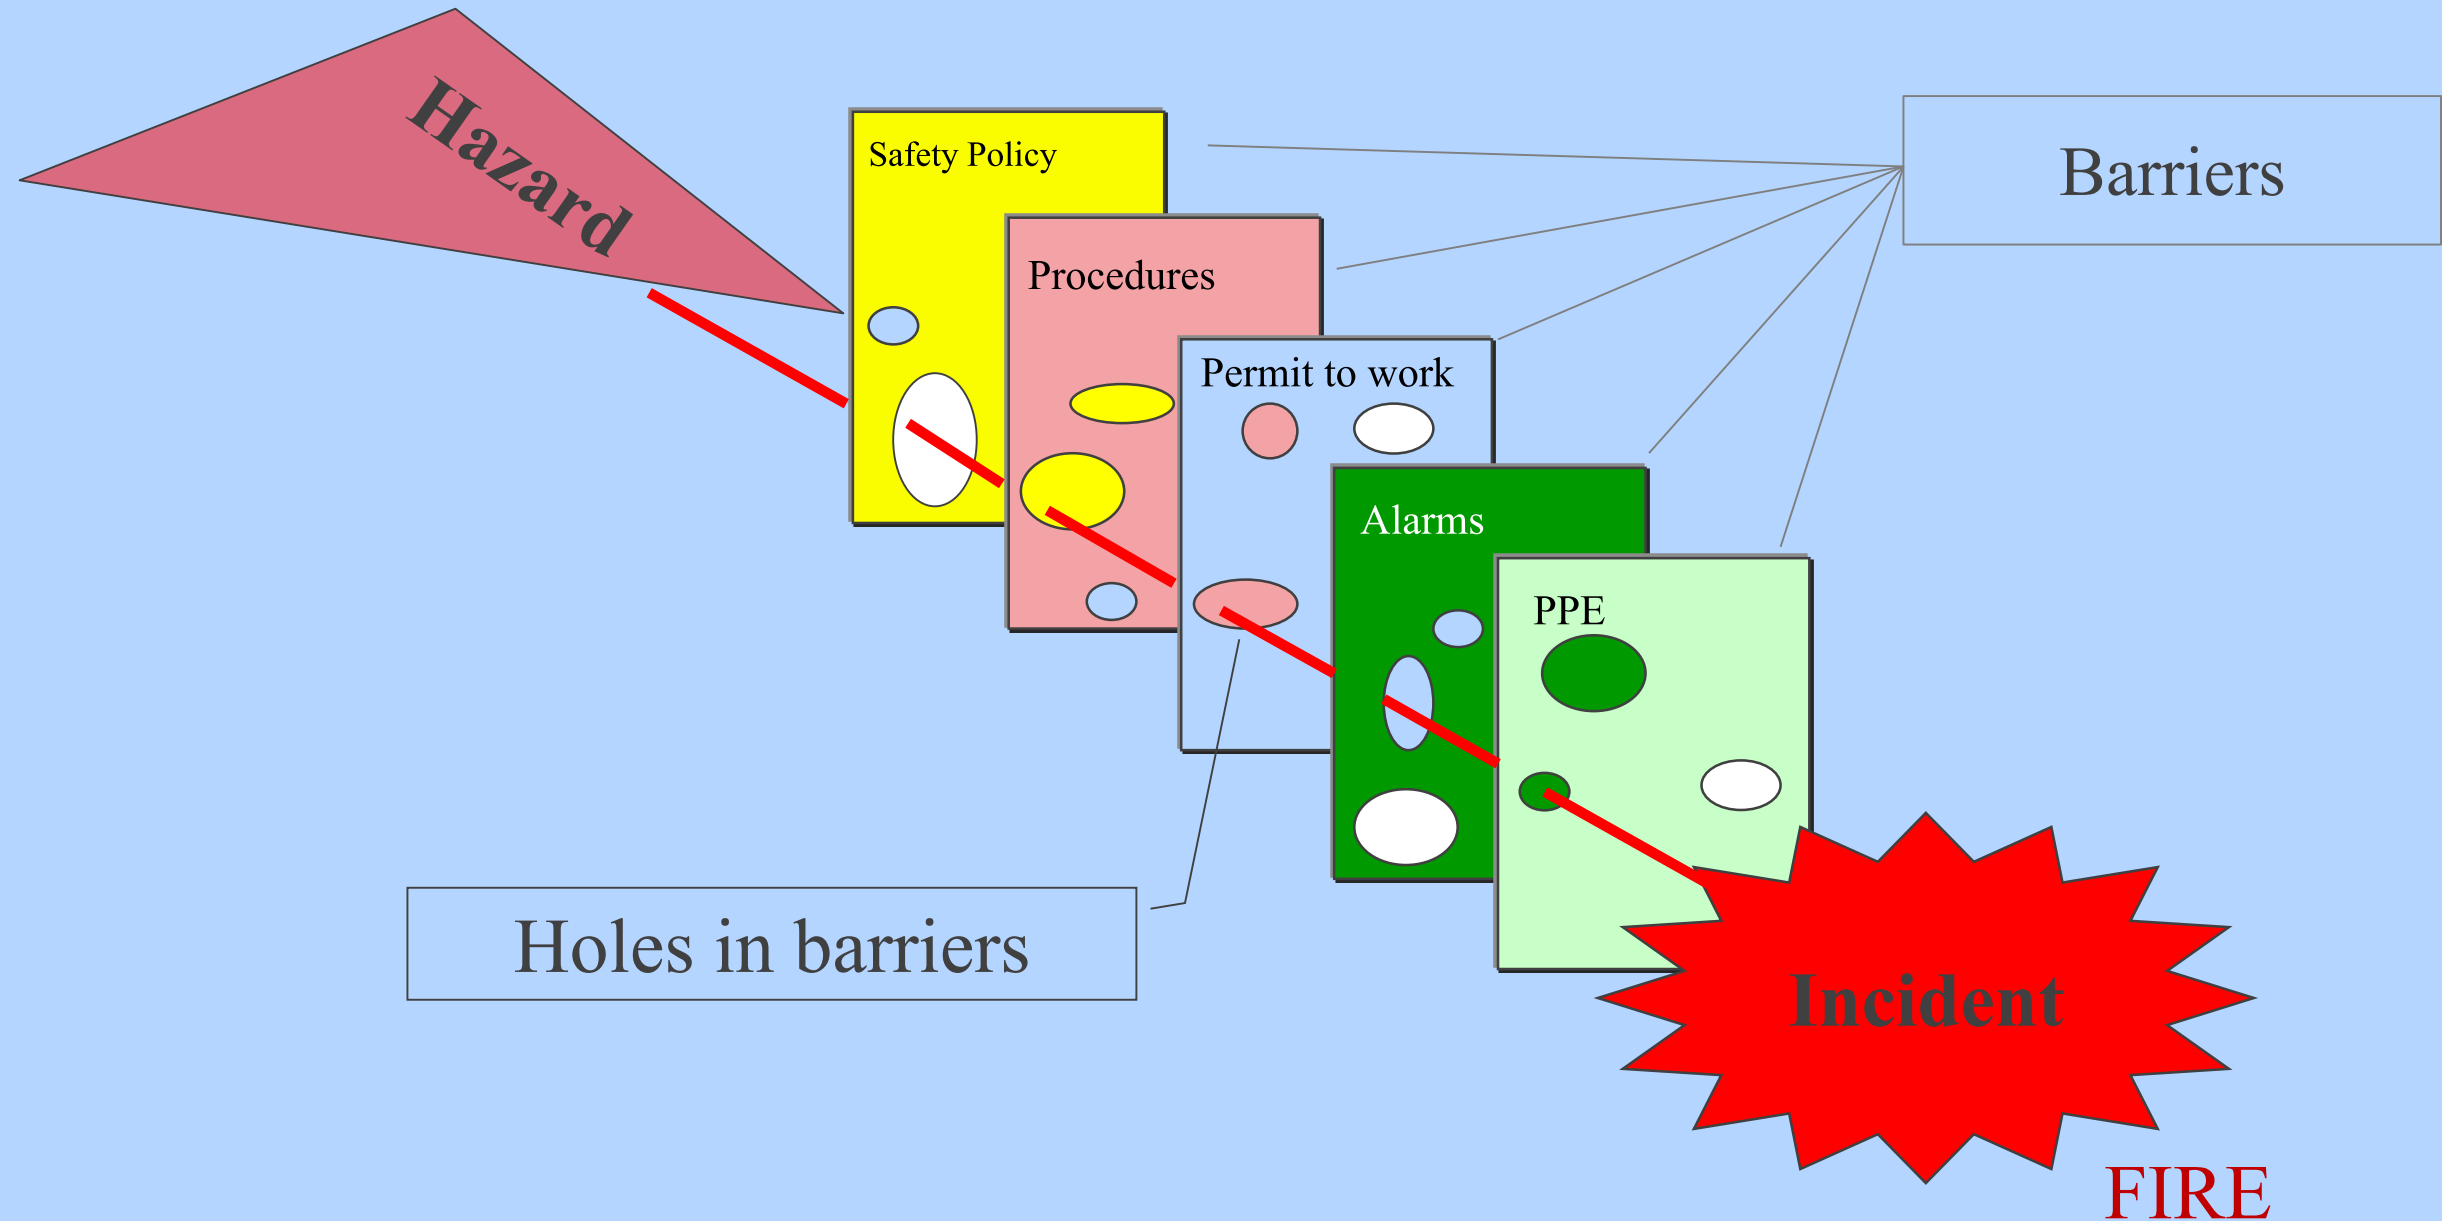 Hazard
Safety Policy
Barriers
Procedures
Permit to work
Alarms
PPE
Holes in barriers
Incident
FIRE